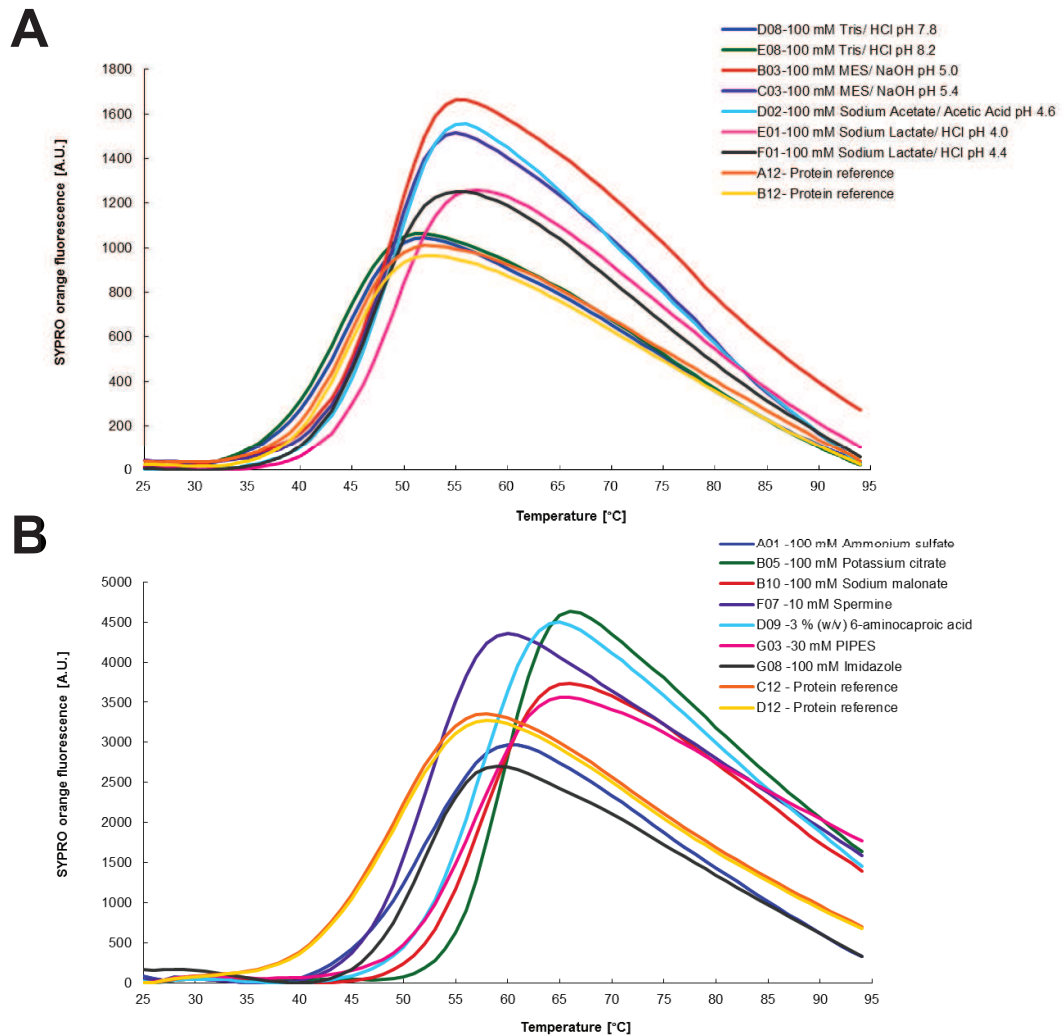 A
D08-100 mM Tris/ HCl pH 7.8
E08-100 mM Tris/ HCl pH 8.2
B03-100 mM MES/ NaOH pH 5.0
C03-100 mM MES/ NaOH pH 5.4
D02-100 mM Sodium Acetate/ Acetic Acid pH 4.6
E01-100 mM Sodium Lactate/ HCl pH 4.0
F01-100 mM Sodium Lactate/ HCl pH 4.4
A12- Protein reference
B12- Protein reference
SYPRO orange fluorescence [A.U.]
1800
1600
1400
1200
1000
800
600
400
200
0
25 30 35 40 45 50 55 60 65 70 75 80 85 90 95
Temperature [°C]
B
A01 -100 mM Ammonium sulfate
B05 -100 mM Potassium citrate
B10 -100 mM Sodium malonate
F07 -10 mM Spermine
D09 -3 % (w/v) 6-aminocaproic acid
G03 -30 mM PIPES
G08 -100 mM Imidazole
C12 - Protein reference
D12 - Protein reference
SYPRO orange fluorescence [A.U.]
5000
4500
4000
3500
3000
2500
2000
1500
1000
500
0
25 30 35 40 45 50 55 60 65 70 75 80 85 90 95
Temperature [°C]